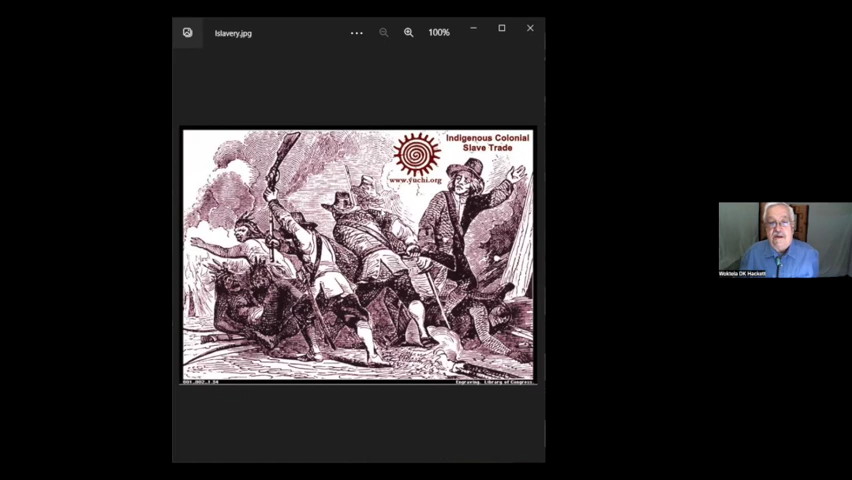 Islavery.jpg
100%
Indigenous Colonial
Slave Trade
www.yuchi.org
Engraving. Library of Congress.
Woktela DK Hackett